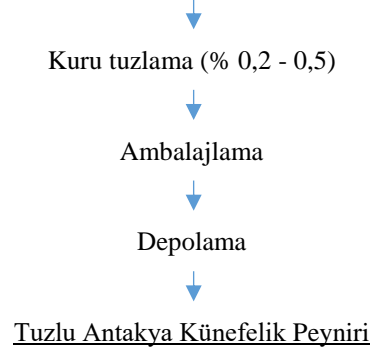 Kuru tuzlama (% 0,2 - 0,5)
Ambalajlama
Depolama
Tuzlu Antakya Künefelik Peyniri